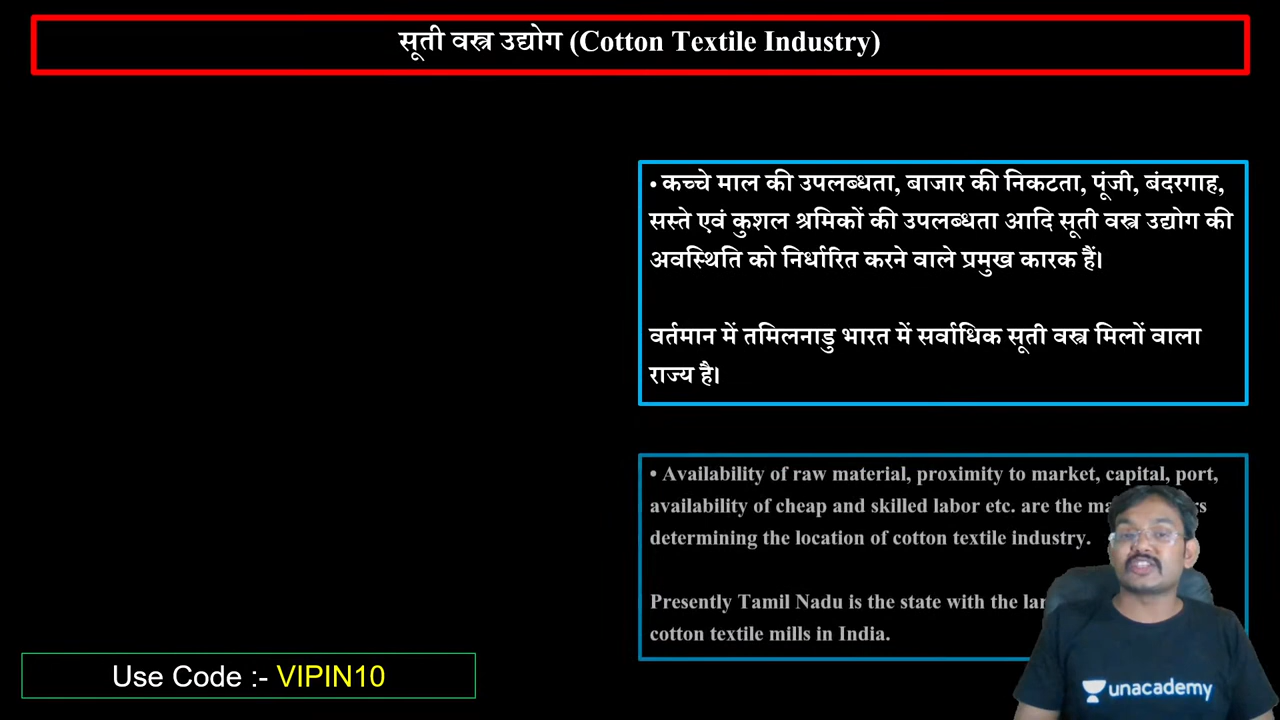 सूती वस्त्र उद्योग (Cotton Textile Industry)
• कच्चे माल की उपलब्धता, बाजार की निकटता, पूंजी, बंदरगाह,
सस्ते एवं कुशल श्रमिकों की उपलब्धता आदि सूती वस्त्र उद्योग की
अवस्थिति को निर्धारित करने वाले प्रमुख कारक हैं।
वर्तमान में तमिलनाडु भारत में सर्वाधिक सूती वस्त्र मिलों वाला
राज्य है।
• Availability of raw material, proximity to market, capital, port,
availability of cheap and skilled labor etc. are the
determining the location of cotton textile industry.
Presently Tamil Nadu is the state with the
cotton textile mills in India.
Use Code :- VIPIN10
unacademy